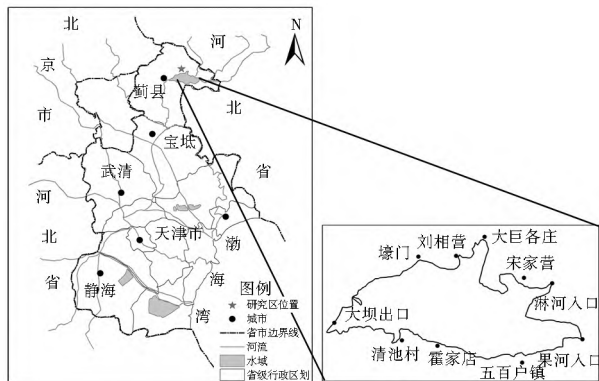 北
河
N
京
市
蓟县
北
宝坻
武清
省
河
北
省
天津市
渤
海
湾
静海
图例
研究区位置
城市
省市边界线
河流
水域
省级行政区划
大巨各庄
刘相营
壕门
宋家营
淋河入口
大坝出口
清池村
霍家店
果河入口
五百户镇